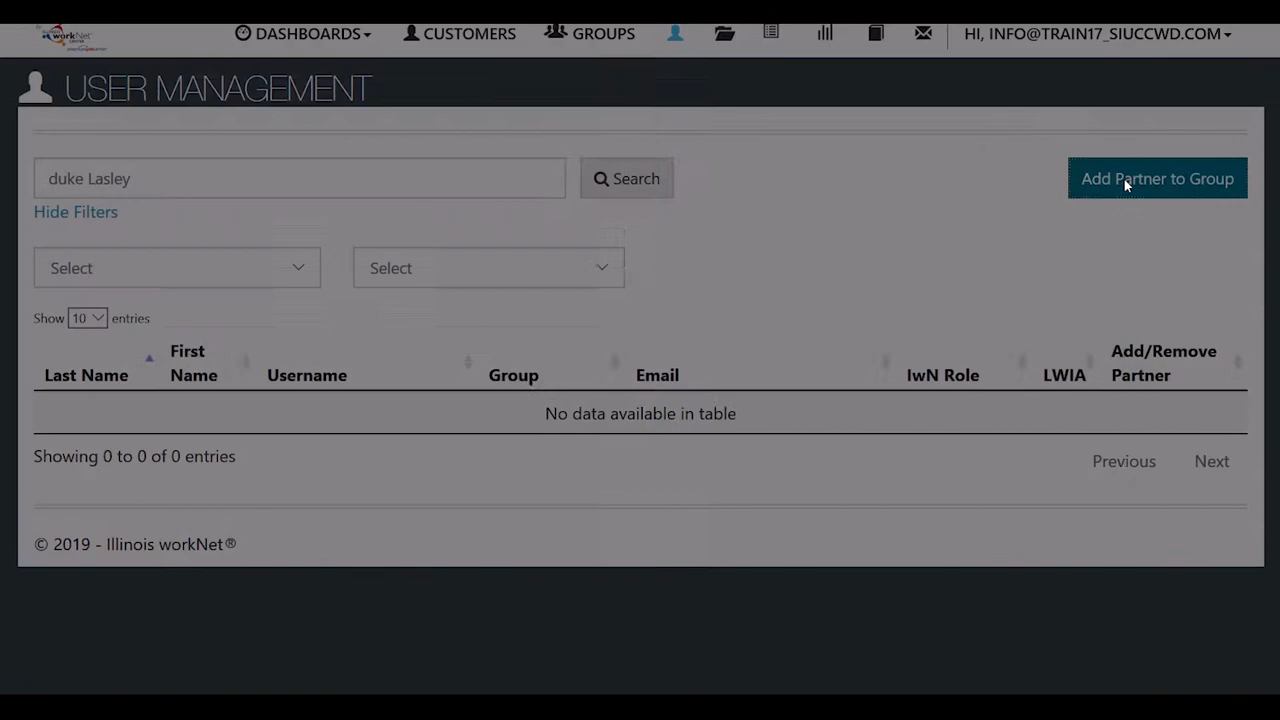 workNet
DASHBOARDS CUSTOMERS GROUPS HI, INFO@TRAIN17_SIUCCWD.COM
USER MANAGEMENT
duke Lasley Search Add Partner to Group
Hide Filters
Select Select
Show 10 entries
Last Name First Name Username Group Email IwN Role LWIA Add/Remove Partner
No data available in table
Showing 0 to 0 of 0 entries
Previous Next
© 2019 - Illinois workNet®